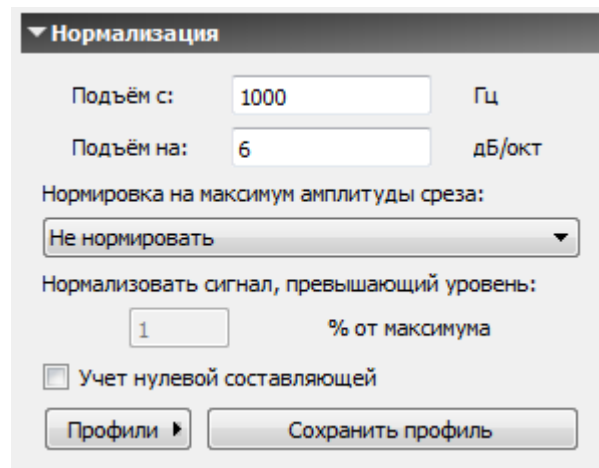 Нормализация
Подъём с: 1000 Гц
Подъём на: 6 дБ/окт
Нормировка на максимум амплитуды среза:
Не нормировать
Нормализовать сигнал, превышающий уровень:
1 % от максимума
Учет нулевой составляющей
Профили Сохранить профиль